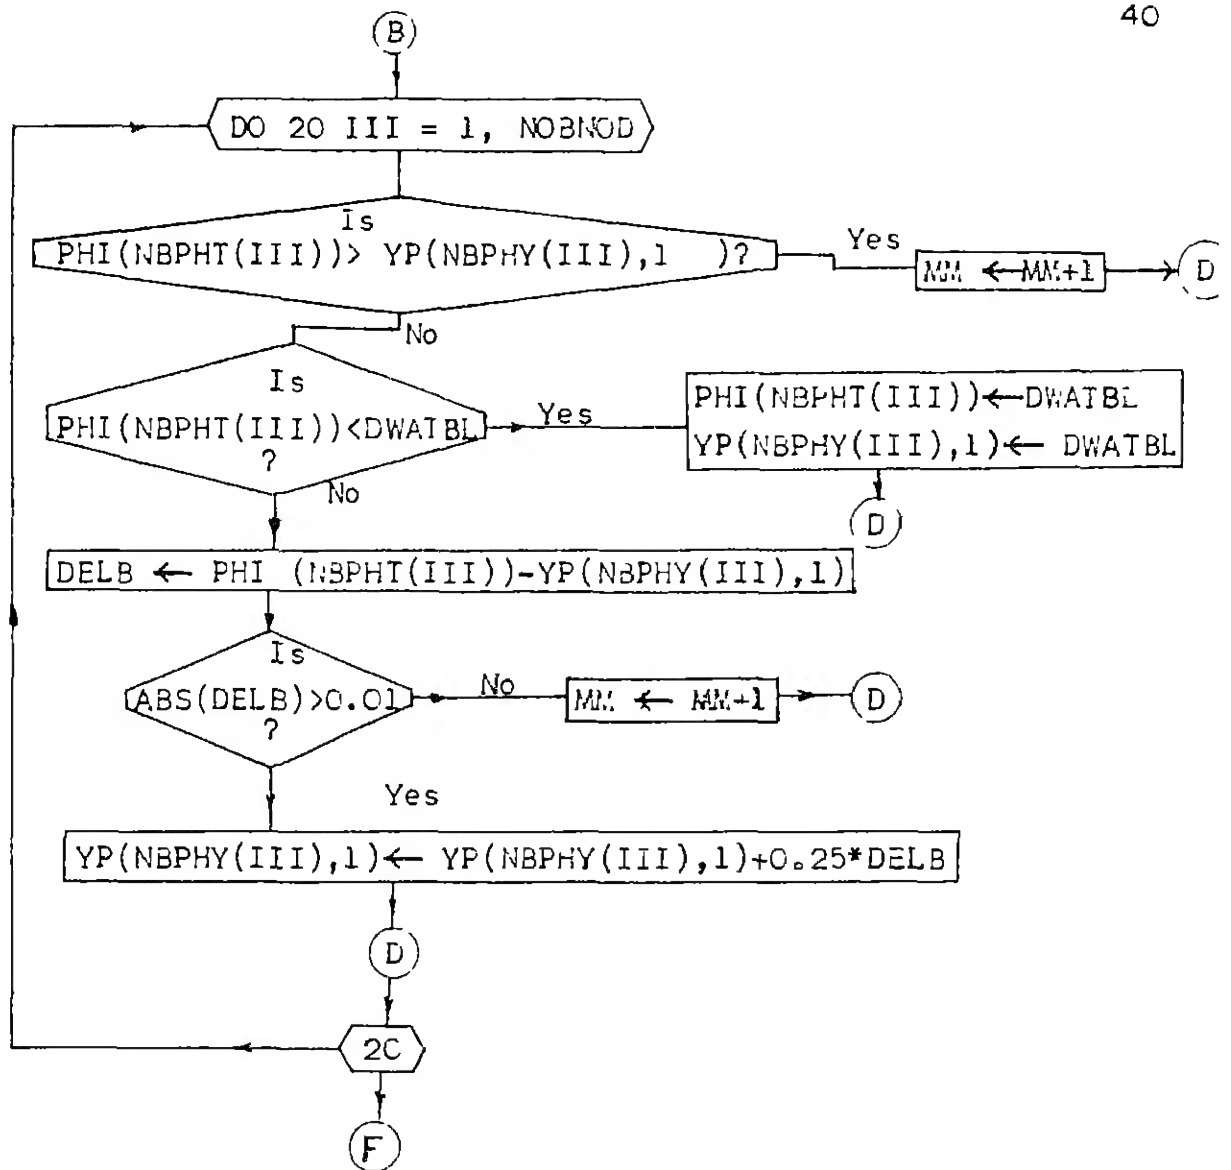 40
B
DO 20 III = 1, NOBNOD
Is
PHI(NBPHT(III))> YP(NBPHY(III),1 )?
Yes
MM ←MM+1
D
No
Is
PHI(NBPHT(III))<DWATBL
?
Yes
PHI(NBPHT(III))←DWATBL
YP(NBPHY(III),1)← DWATBL
D
No
DELB ← PHI (NBPHT(III))-YP(NBPHY(III),1)
Is
ABS(DELB)>0.01
?
No
MM ← MM+1
D
Yes
YP(NBPHY(III),1)← YP(NBPHY(III),1)+0.25*DELB
D
2C
F